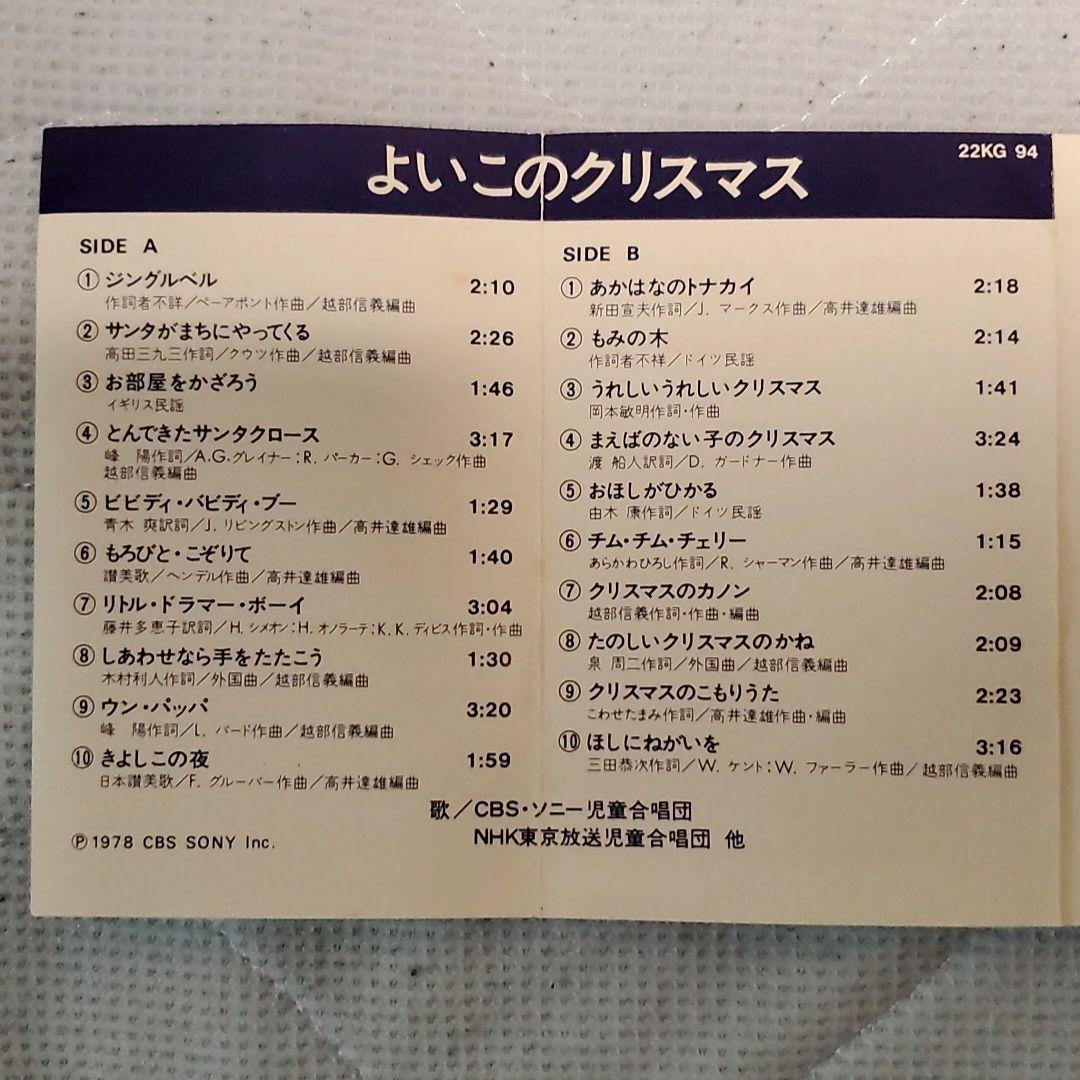 よいこのクリスマス
22KG 94
SIDE A
① ジングルベル 2:10
作詞者不詳／ペーアポント作曲／越部信義編曲
② サンタがまちにやってくる 2:26
高田三九三作詞／クウツ作曲／越部信義編曲
③ お部屋をかざろう 1:46
イギリス民謡
④ とんできたサンタクロース 3:17
峰 陽作詞／A.G.グレイナー：R.パーカー：G.シェック作曲
越部信義編曲
⑤ ビビディ・バビディ・ブー 1:29
青木 爽訳詞／J.リビングストン作曲／高井達雄編曲
⑥ もろびと・こぞりて 1:40
讃美歌／ヘンデル作曲／高井達雄編曲
⑦ リトル・ドラマー・ボーイ 3:04
藤井多恵子訳詞／H.シメオン：H.オノラーテ：K.K.ディビス作詞・作曲
⑧ しあわせなら手をたたこう 1:30
木村利人作詞／外国曲／越部信義編曲
⑨ ウン・パッパ 3:20
峰 陽作詞／L.バード作曲／越部信義編曲
⑩ きよしこの夜 1:59
日本讃美歌／F.グルーバー作曲／高井達雄編曲
SIDE B
① あかはなのトナカイ 2:18
新田宣夫作詞／J.マークス作曲／高井達雄編曲
② もみの木 2:14
作詞者不祥／ドイツ民謡
③ うれしいうれしいクリスマス 1:41
岡本敏明作詞・作曲
④ まえばのない子のクリスマス 3:24
渡 船人訳詞／D.ガードナー作曲
⑤ おほしがひかる 1:38
由木 康作詞／ドイツ民謡
⑥ チム・チム・チェリー 1:15
あらかわひろし作詞／R.シャーマン作曲／高井達雄編曲
⑦ クリスマスのカノン 2:08
越部信義作詞・作曲・編曲
⑧ たのしいクリスマスのかね 2:09
泉 周二作詞／外国曲／越部信義編曲
⑨ クリスマスのこもりうた 2:23
こわせたまみ作詞／高井達雄作曲・編曲
⑩ ほしにねがいを 3:16
三田恭次作詞／W.ケント：W.ファーラー作曲／越部信義編曲
歌／CBS・ソニー児童合唱団
NHK東京放送児童合唱団 他
Ⓟ1978 CBS SONY Inc.